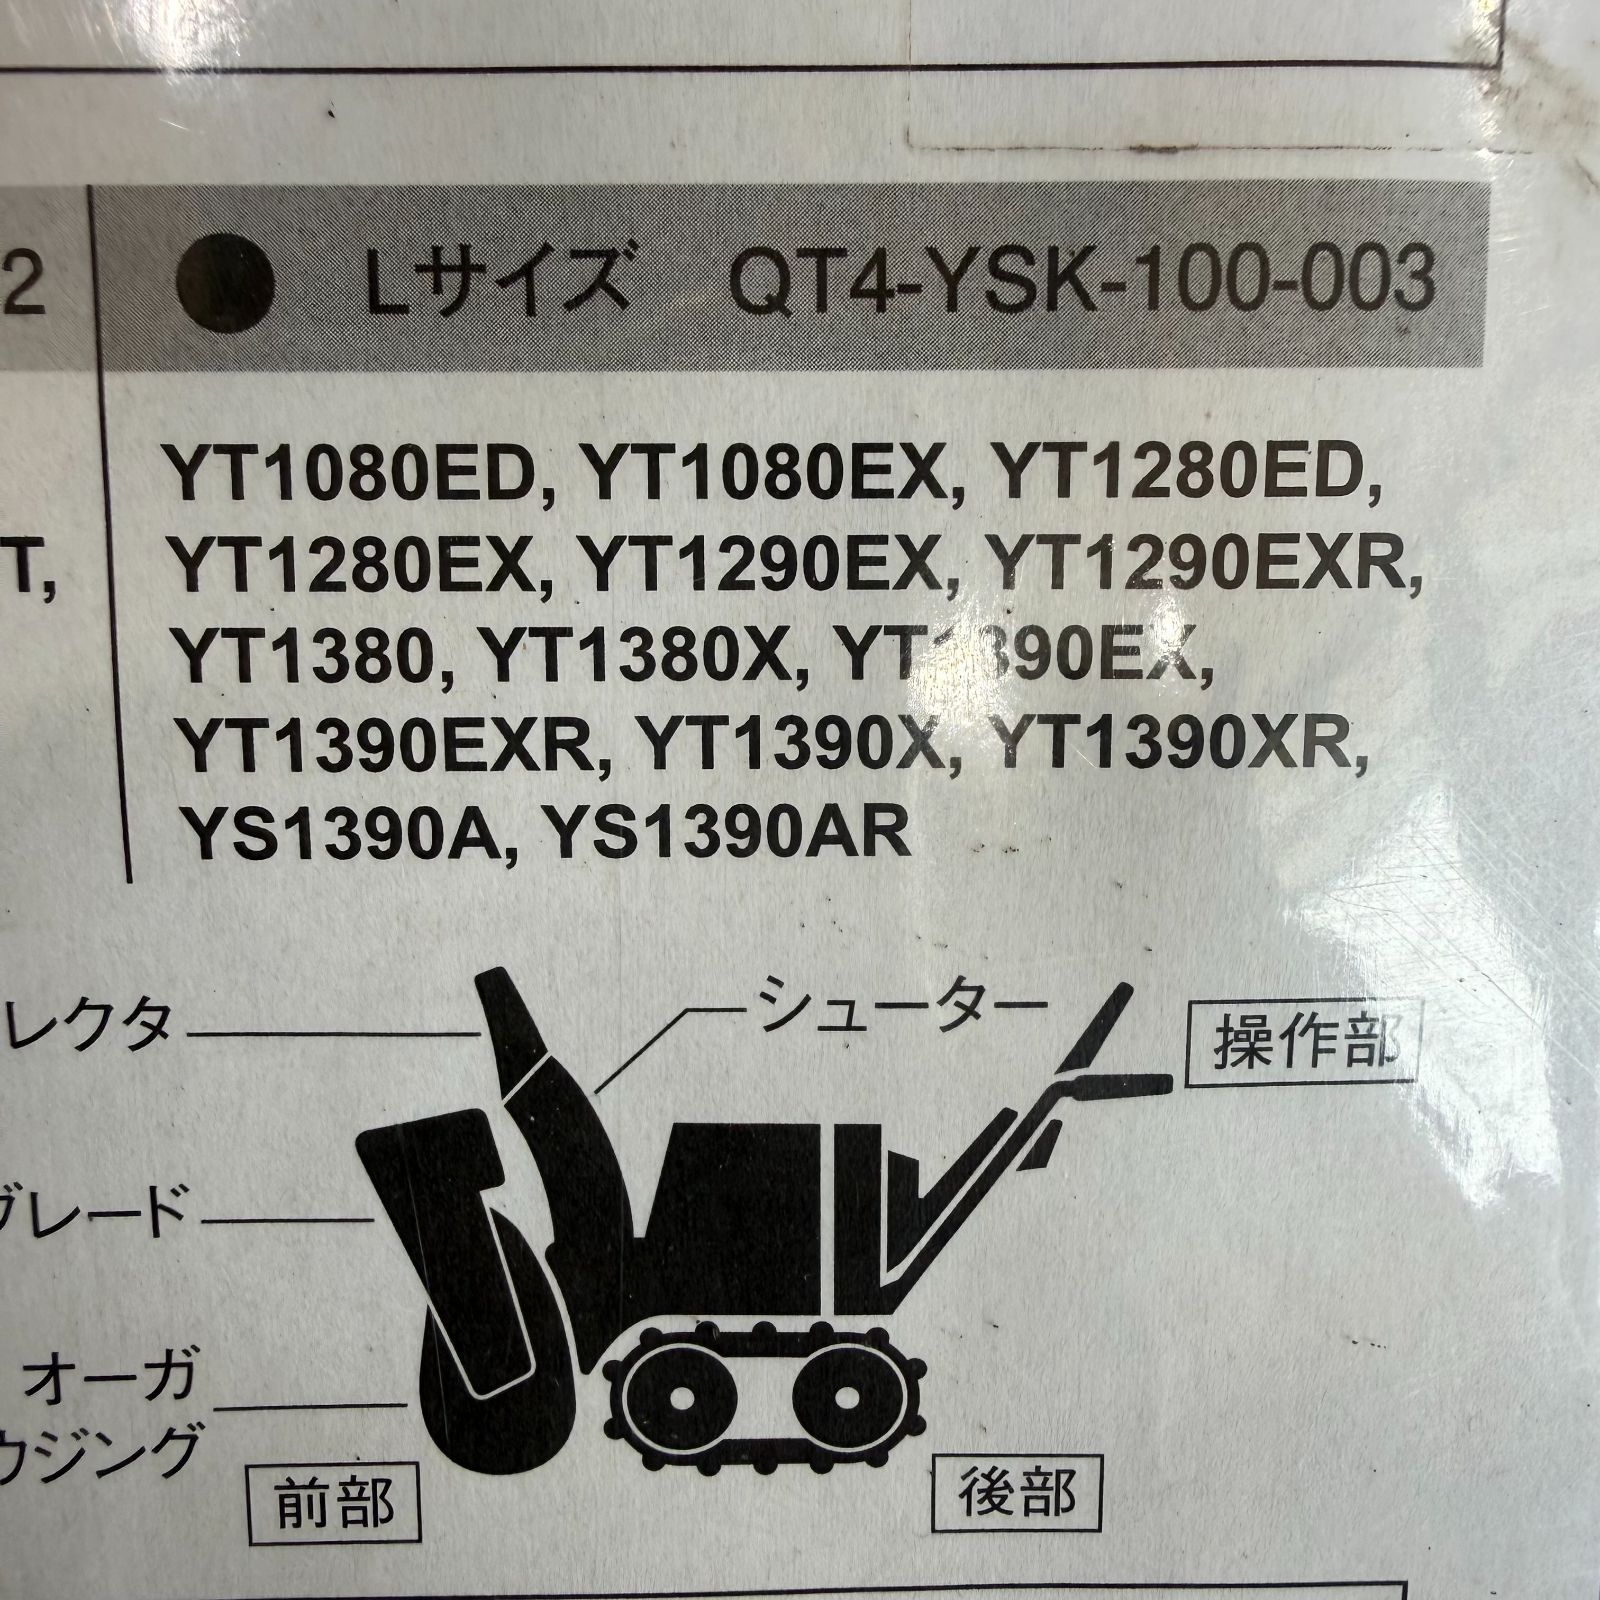 2
● Lサイズ QT4-YSK-100-003
YT1080ED, YT1080EX, YT1280ED,
T, YT1280EX, YT1290EX, YT1290EXR,
YT1380, YT1380X, YT1390EX,
YT1390EXR, YT1390X, YT1390XR,
YS1390A, YS1390AR
レクタ
シューター
操作部
ブレード
オーガ
ウジング
前部
後部